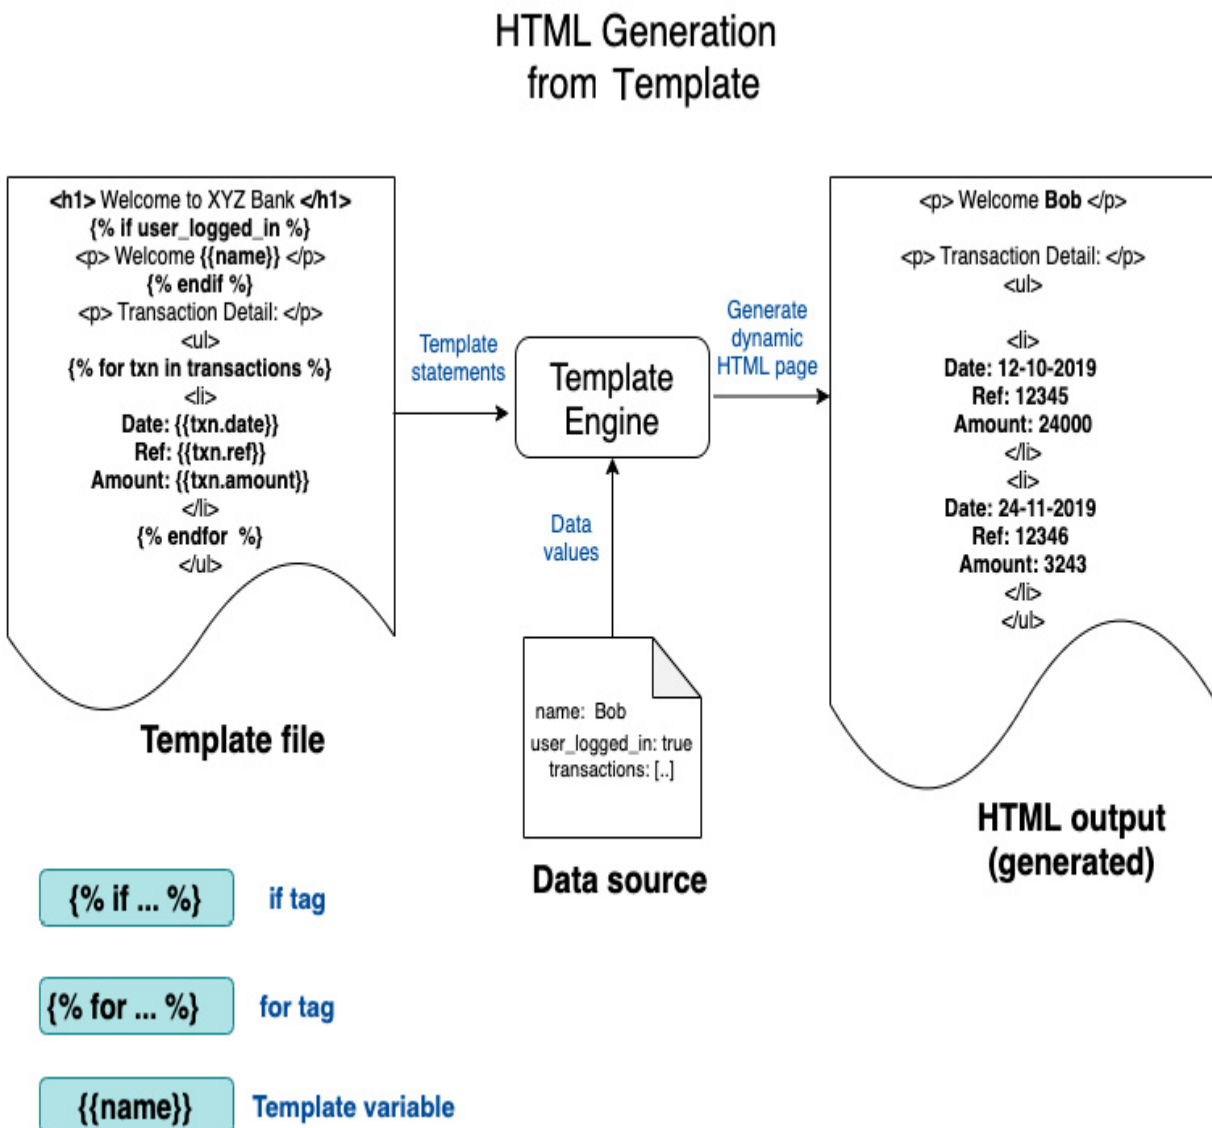 HTML Generation
from Template
<h1> Welcome to XYZ Bank </h1>
{% if user_logged_in %}
<p> Welcome {{name}} </p>
{% endif %}
<p> Transaction Detail: </p>
<ul>
{% for txn in transactions %}
<li>
Date: {{txn.date}}
Ref: {{txn.ref}}
Amount: {{txn.amount}}
</li>
{% endfor  %}
</ul>
Template file
Template
statements
Template
Engine
Data
values
name:  Bob
user_logged_in: true
transactions: [..]
Data source
Generate
dynamic
HTML page
<p> Welcome Bob </p>
<p> Transaction Detail: </p>
<ul>
<li>
Date: 12-10-2019
Ref: 12345
Amount: 24000
</li>
<li>
Date: 24-11-2019
Ref: 12346
Amount: 3243
</li>
</ul>
HTML output
(generated)
{% if ... %} if tag
{% for ... %} for tag
{{name}} Template variable